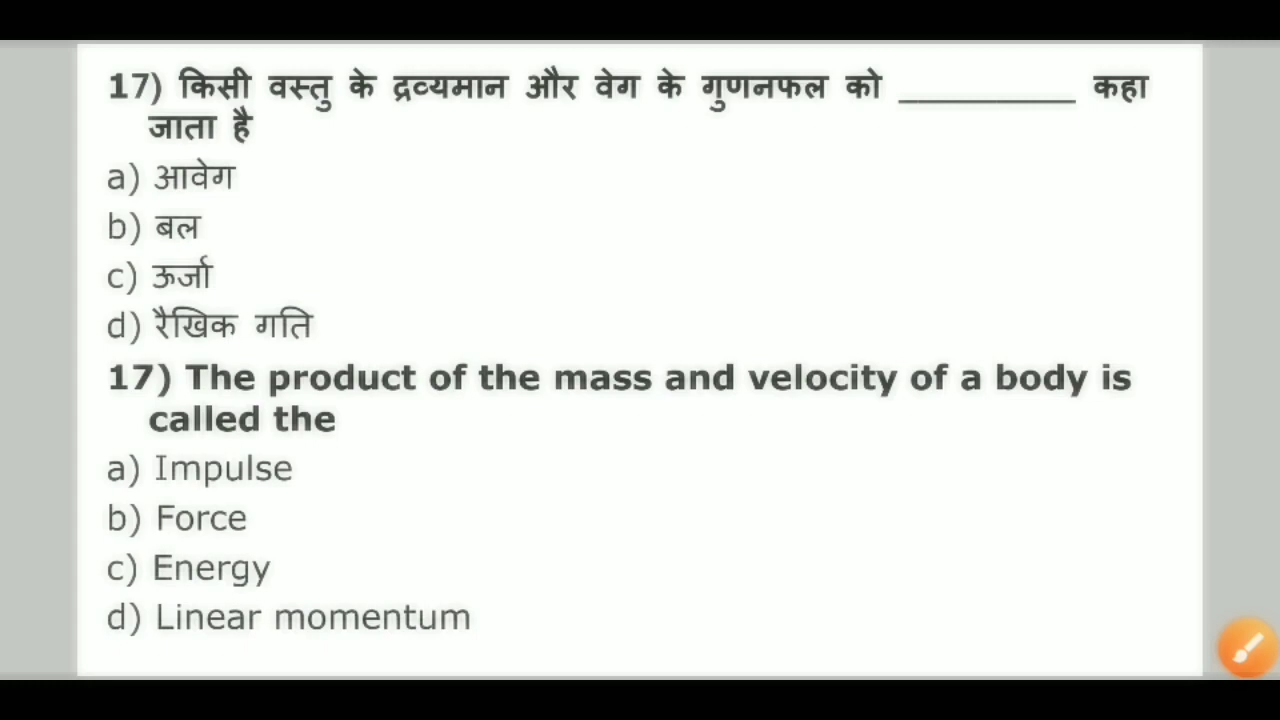 17) किसी वस्तु के द्रव्यमान और वेग के गुणनफल को __________ कहा
जाता है
a) आवेग
b) बल
c) ऊर्जा
d) रैखिक गति
17) The product of the mass and velocity of a body is
called the
a) Impulse
b) Force
c) Energy
d) Linear momentum